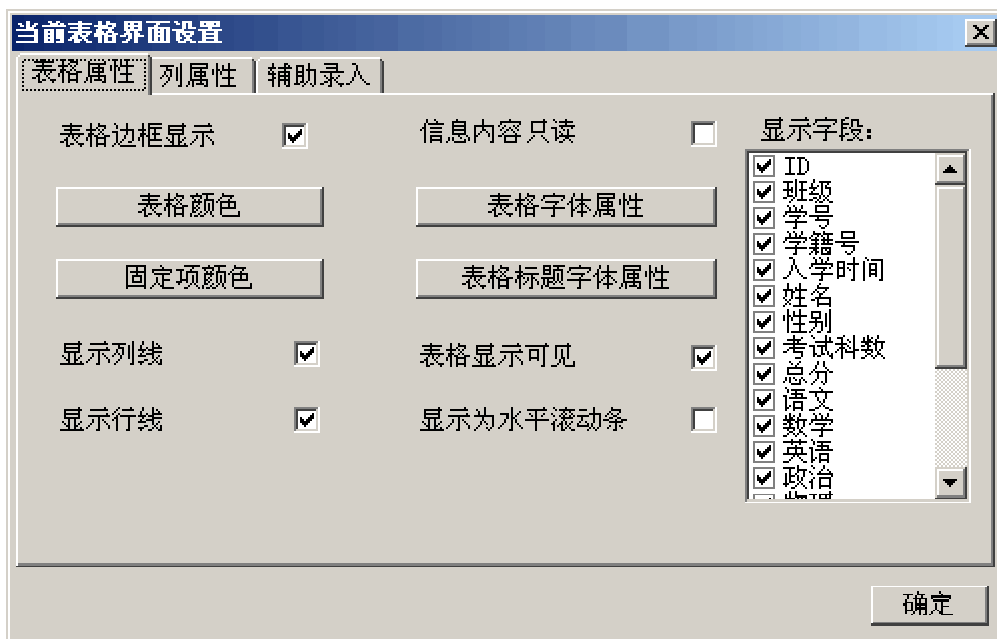 当前表格界面设置
表格属性 列属性 辅助录入
表格边框显示 信息内容只读 显示字段：
表格颜色 表格字体属性
固定项颜色 表格标题字体属性
显示列线 表格显示可见
显示行线 显示为水平滚动条
ID
班级
学号
学籍号
入学时间
姓名
性别
考试科数
总分
语文
数学
英语
政治
确定